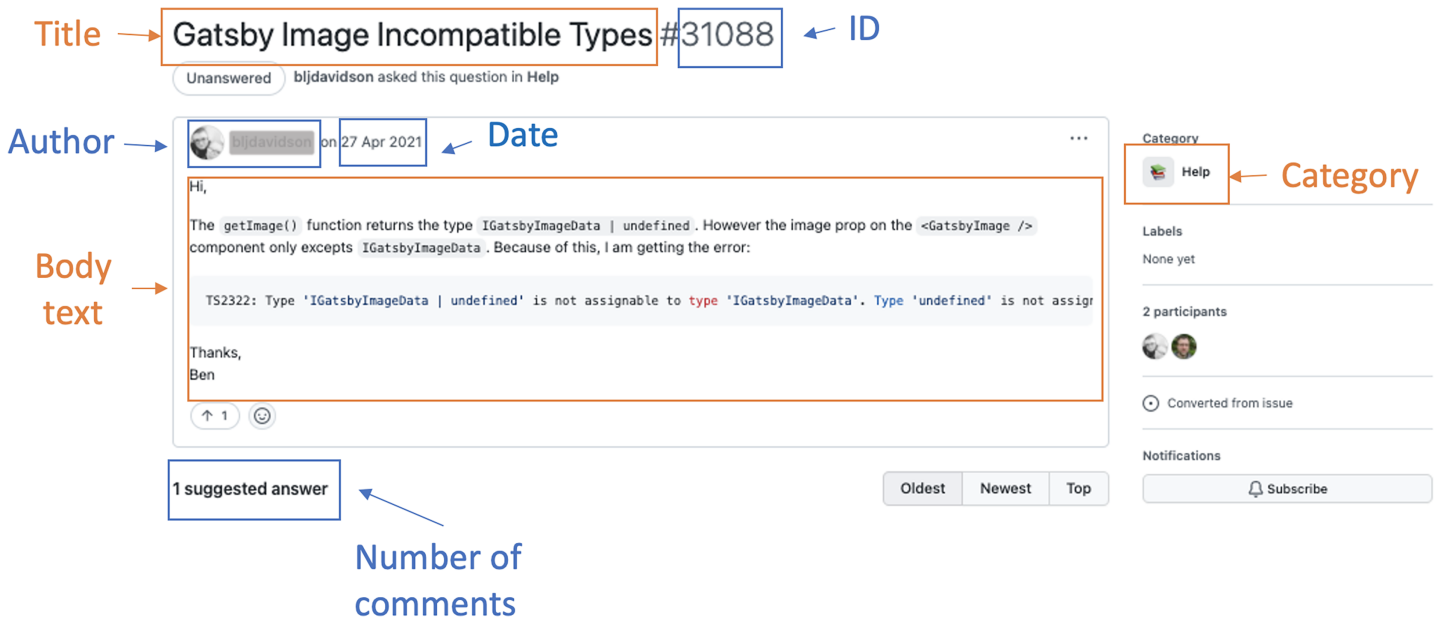 Title
Gatsby Image Incompatible Types #31088
ID
Unanswered bljdavidson asked this question in Help
Author
bljdavidson on 27 Apr 2021
Date
Hi,
The getImage() function returns the type IGatsbyImageData | undefined . However the image prop on the <GatsbyImage />
component only excepts IGatsbyImageData . Because of this, I am getting the error:
Body
text
TS2322: Type 'IGatsbyImageData | undefined' is not assignable to type 'IGatsbyImageData'. Type 'undefined' is not assign
Thanks,
Ben
↑ 1
1 suggested answer
Oldest Newest Top
Number of
comments
Category
Help
Category
Labels
None yet
2 participants
Converted from issue
Notifications
Subscribe